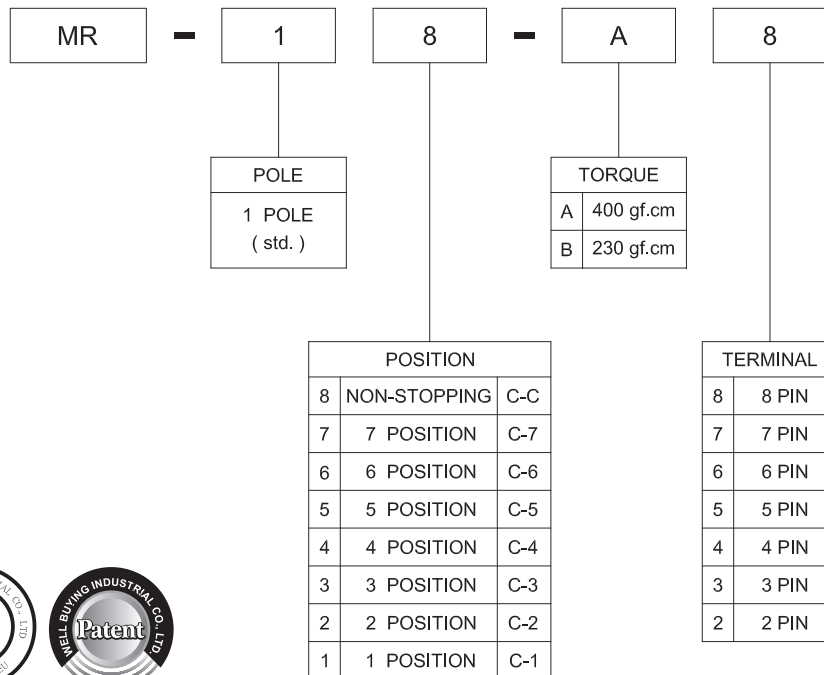 MR - 1 8 - A 8
POLE
1 POLE
( std. )
TORQUE
A 400 gf.cm
B 230 gf.cm
POSITION
8 NON-STOPPING C-C
7 7 POSITION C-7
6 6 POSITION C-6
5 5 POSITION C-5
4 4 POSITION C-4
3 3 POSITION C-3
2 2 POSITION C-2
1 1 POSITION C-1
TERMINAL
8 8 PIN
7 7 PIN
6 6 PIN
5 5 PIN
4 4 PIN
3 3 PIN
2 2 PIN
CO., LTD
WELL BUYING INDUSTRIAL CO., LTD.
Patent